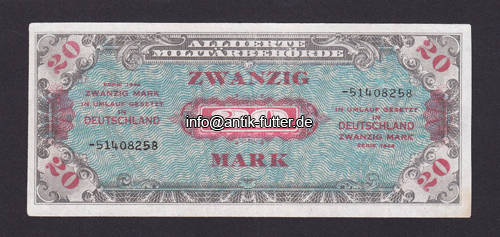 20
ALLIIERTE
MILITÄRBEHÖRDE
20
ZWANZIG
SERIE 1944
ZWANZIG MARK
IN UMLAUF GESETZT
IN
DEUTSCHLAND
-51408258
-51408258
IN UMLAUF GESETZT
IN
DEUTSCHLAND
ZWANZIG MARK
SERIE 1944
info@antik-futter.de
MARK
20
20